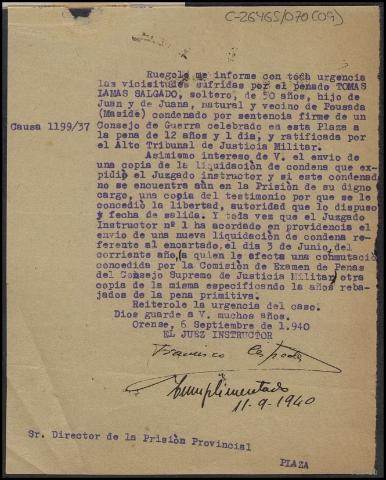 C-26465/070(09)
Ruegole me informe con toda urgencia
las vicisitudes sufridas por el penado TOMAS
LAMAS SALGADO, soltero, de 50 años, hijo de
Juan y de Juana, natural y vecino de Pousada
(Maside) condenado por sentencia firme de un
Causa 1199/37 Consejo de Guerra celebrado en esta Plaza a
la pena de 12 años y 1 dia, y ratificada por
el Alto Tribunal de Justicia Militar.
Asimismo intereso de V. el envio de
una copia de la liquidación de condena que ex-
pidió el Juzgado instructor y si este condenado
no se encuentra aún en la Prisión de su digno
cargo, una copia del testimonio por que se le
concedió la libertad, autoridad que lo dispuso
y fecha de salida. Y toda vez que el Juzgado
Instructor nº 1 ha acordado en providencia el
envio de una nueva liquidación de condena re-
ferente al encartado, el dia 3 de Junio, del
corriente año, a quien le afecta una conmutación
concedida por la Comisión de Examen de Penas
del Consejo Supremo de Justicia Militar, otra
copia de la misma especificando los años reba-
jados de la pena primitiva.
Reiterole la urgencia del caso.
Dios guarde a V. muchos años.
Orense, 6 Septiembre de 1.940
EL JUEZ INSTRUCTOR
Francisco
Cumplimentado
11-9-1940
Sr. Director de la Prisión Provincial
PLAZA